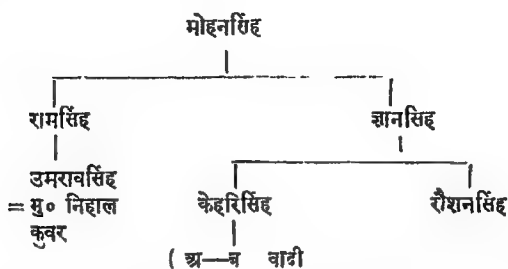 मोहनसिंह
रामसिंह ज्ञानसिंह
उमरावसिंह
= मु० निहाल केहरिसिंह रौशनसिंह
कुवर
( अ—ब वादी